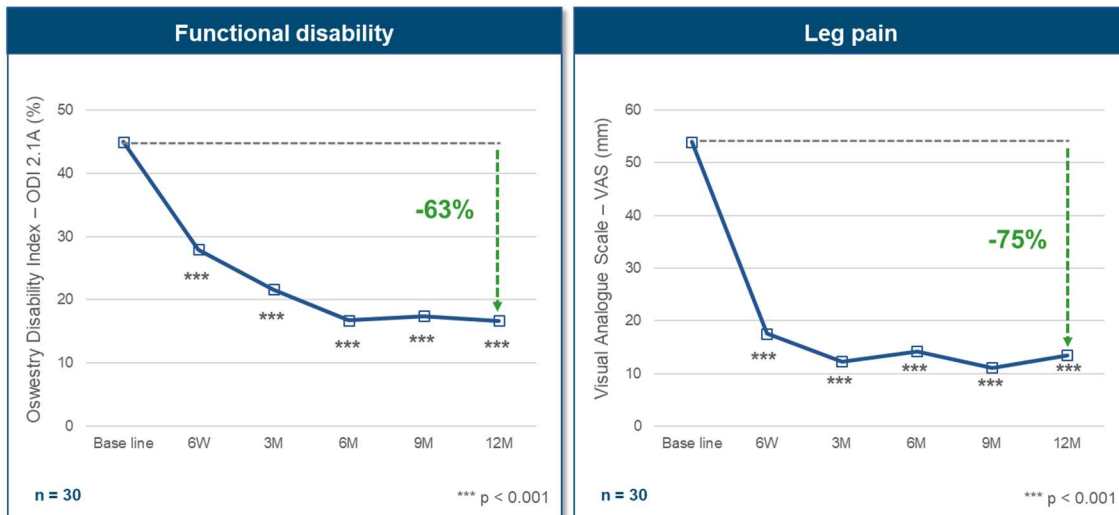 Functional disability
Oswestry Disability Index – ODI 2.1A (%)
50
40
30
20
10
0
-63%
***
***
***
***
***
Base line 6W 3M 6M 9M 12M
n = 30
*** p < 0.001
Leg pain
Visual Analogue Scale – VAS (mm)
60
50
40
30
20
10
0
-75%
***
***
***
***
***
Base line 6W 3M 6M 9M 12M
n = 30
*** p < 0.001